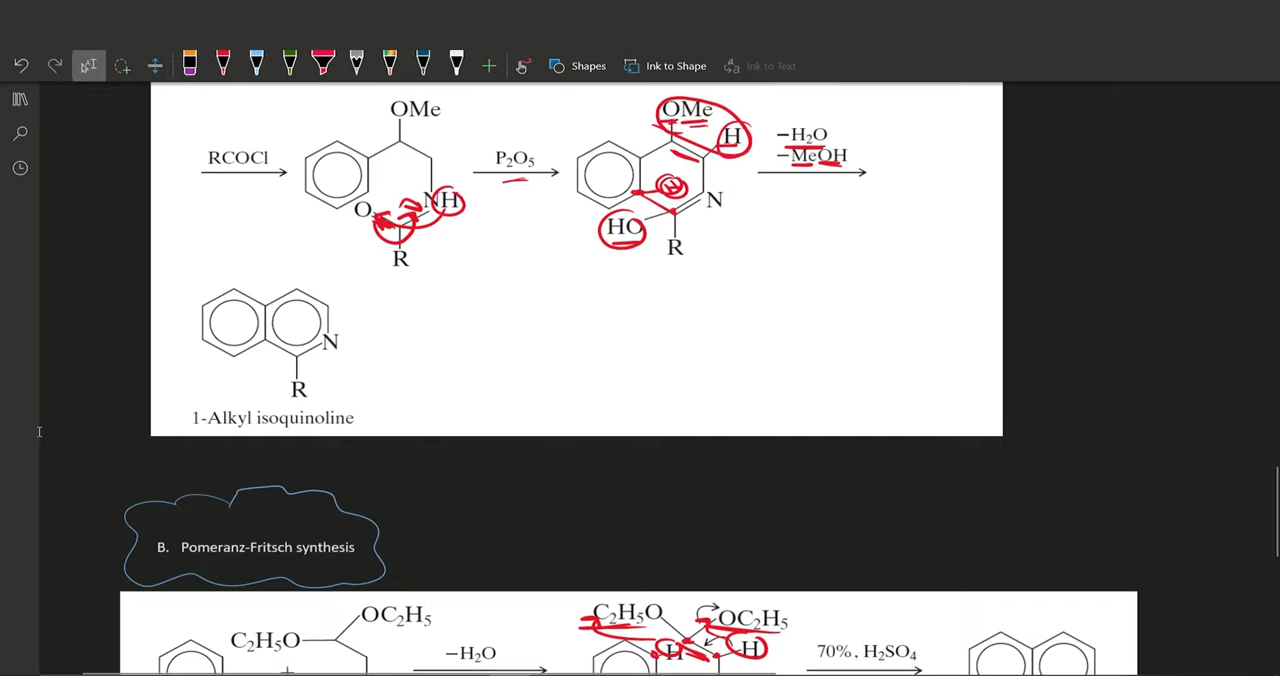 Shapes
Ink to Shape
Ink to Text
OMe
RCOCl
O
NH
R
P₂O₅
OMe
H
H
N
HO
R
−H₂O
−MeOH
N
R
1-Alkyl isoquinoline
B. Pomeranz-Fritsch synthesis
OC₂H₅
C₂H₅O
+
−H₂O
C₂H₅O
OC₂H₅
H
H
70%, H₂SO₄